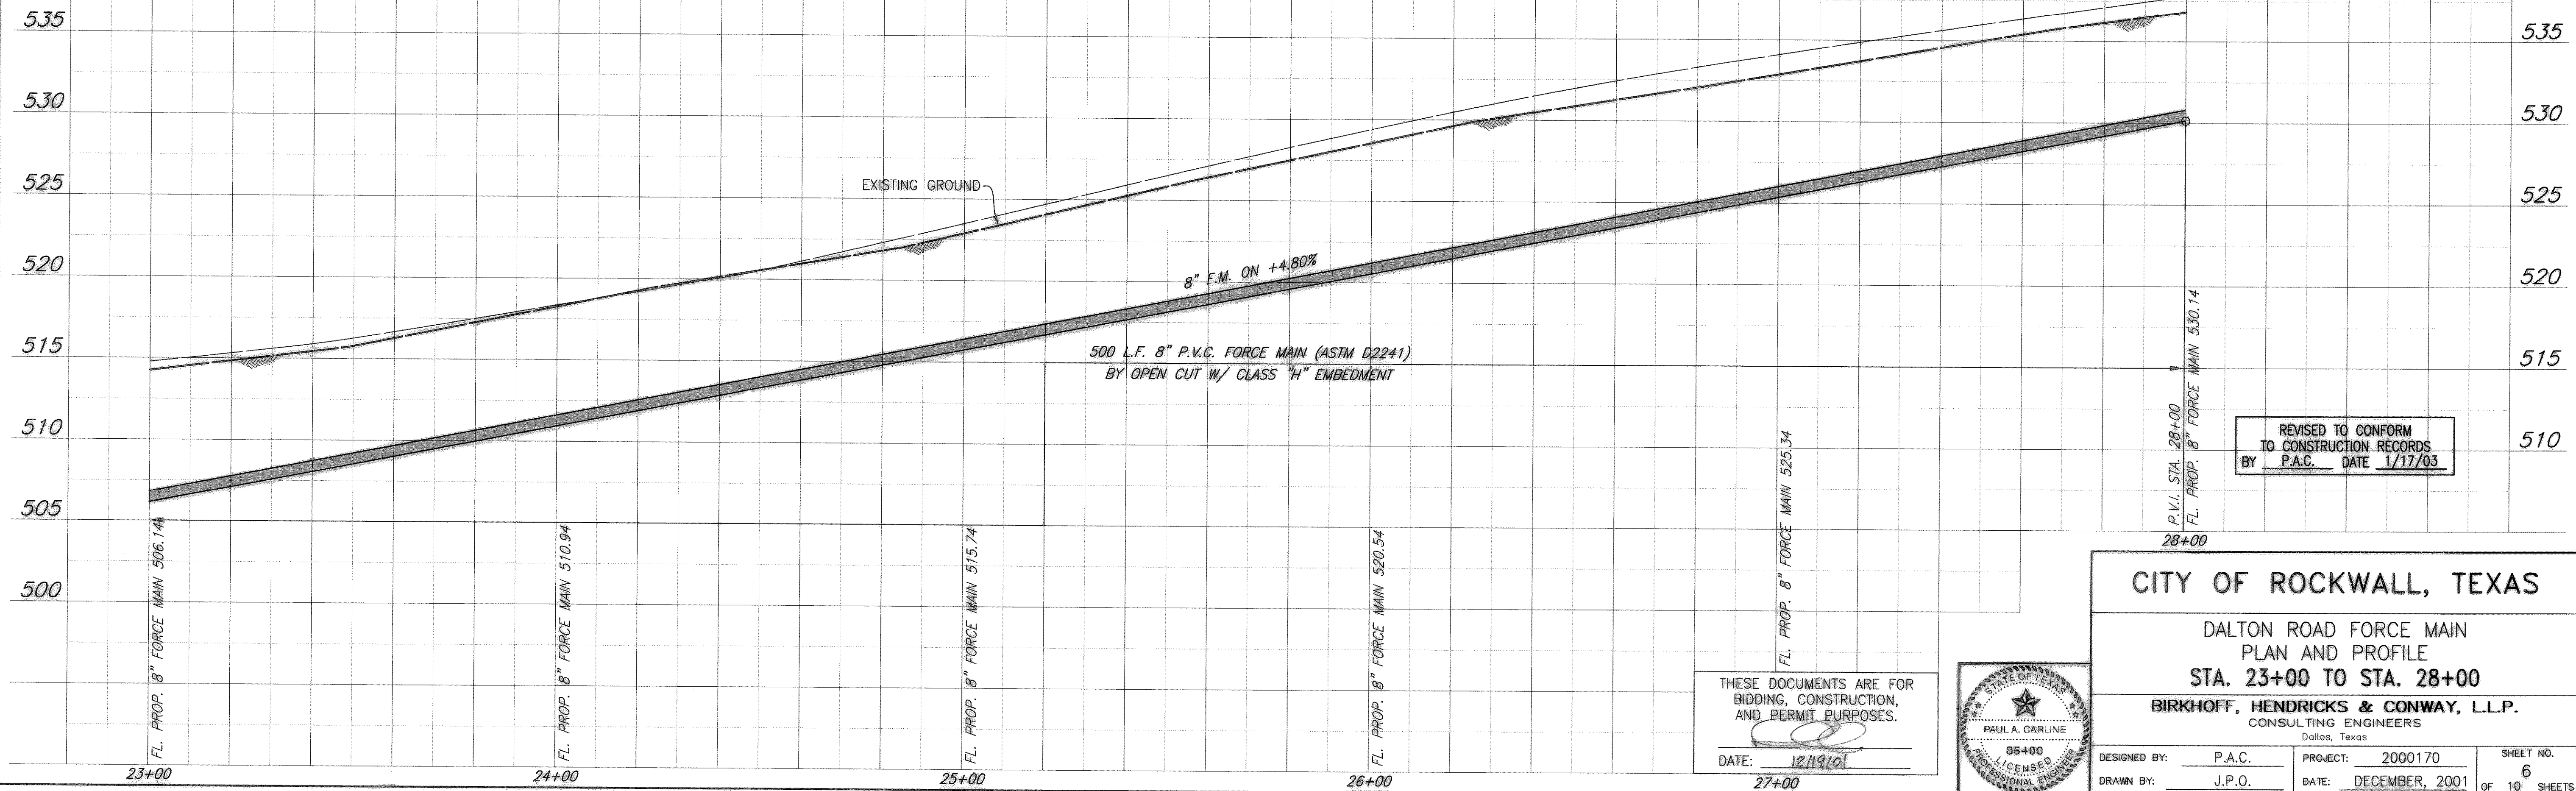 535
535
530
530
525
525
EXISTING GROUND
520
520
8" F.M. ON +4.80%
515
515
500 L.F. 8" P.V.C. FORCE MAIN (ASTM D2241)
BY OPEN CUT W/ CLASS "H" EMBEDMENT
510
510
505
500
FL. PROP. 8" FORCE MAIN 506.14
FL. PROP. 8" FORCE MAIN 510.94
FL. PROP. 8" FORCE MAIN 515.74
FL. PROP. 8" FORCE MAIN 520.54
FL. PROP. 8" FORCE MAIN 525.34
P.V.I. STA. 28+00
FL. PROP. 8" FORCE MAIN 530.14
28+00
23+00
24+00
25+00
26+00
27+00
REVISED TO CONFORM
TO CONSTRUCTION RECORDS
BY P.A.C. DATE 1/17/03
THESE DOCUMENTS ARE FOR
BIDDING, CONSTRUCTION,
AND PERMIT PURPOSES.
DATE: 12/19/01
STATE OF TEXAS
PAUL A. CARLINE
85400
LICENSED
PROFESSIONAL ENGINEER
CITY OF ROCKWALL, TEXAS
DALTON ROAD FORCE MAIN
PLAN AND PROFILE
STA. 23+00 TO STA. 28+00
BIRKHOFF, HENDRICKS & CONWAY, L.L.P.
CONSULTING ENGINEERS
Dallas, Texas
DESIGNED BY: P.A.C.
DRAWN BY: J.P.O.
PROJECT: 2000170
DATE: DECEMBER, 2001
SHEET NO.
6
OF 10 SHEETS